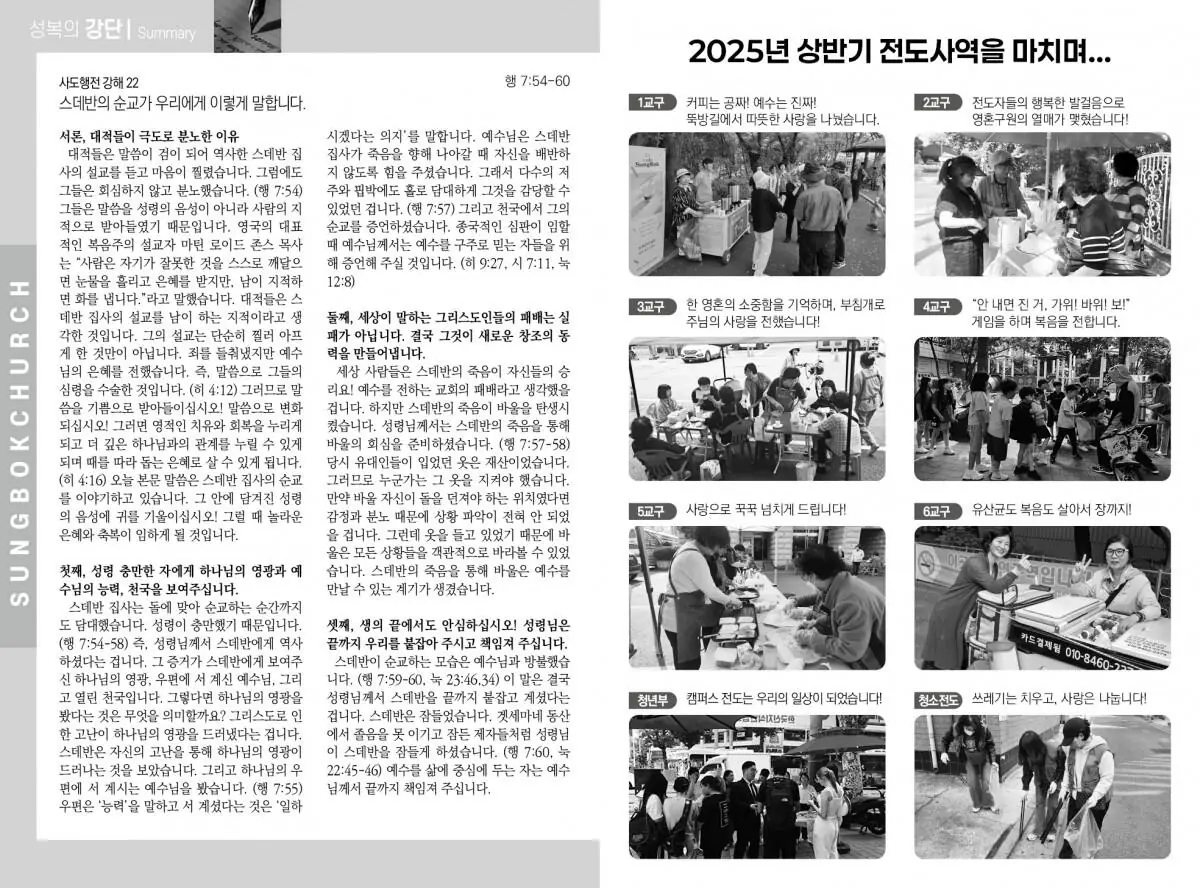 성복의 강단 | Summary
SUNGBOKCHURCH
사도행전 강해 22
행 7:54-60
스데반의 순교가 우리에게 이렇게 말합니다.
서론, 대적들이 극도로 분노한 이유
대적들은 말씀이 검이 되어 역사한 스데반 집
사의 설교를 듣고 마음이 찔렸습니다. 그럼에도
그들은 회심하지 않고 분노했습니다. (행 7:54)
그들은 말씀을 성령의 음성이 아니라 사람의 지
적으로 받아들였기 때문입니다. 영국의 대표
적인 복음주의 설교자 마틴 로이드 존스 목사
는 “사람은 자기가 잘못한 것을 스스로 깨달으
면 눈물을 흘리고 은혜를 받지만, 남이 지적하
면 화를 냅니다.”라고 말했습니다. 대적들은 스
데반 집사의 설교를 남이 하는 지적이라고 생
각한 것입니다. 그의 설교는 단순히 찔러 아프
게 한 것만이 아닙니다. 죄를 들춰냈지만 예수
님의 은혜를 전했습니다. 즉, 말씀으로 그들의
심령을 수술한 것입니다. (히 4:12) 그러므로 말
씀을 기쁨으로 받아들이십시오! 말씀으로 변화
되십시오! 그러면 영적인 치유와 회복을 누리게
되고 더 깊은 하나님과의 관계를 누릴 수 있게
되며 때를 따라 돕는 은혜로 살 수 있게 됩니다.
(히 4:16) 오늘 본문 말씀은 스데반 집사의 순교
를 이야기하고 있습니다. 그 안에 담겨진 성령
의 음성에 귀를 기울이십시오! 그럴 때 놀라운
은혜와 축복이 임하게 될 것입니다.
첫째, 성령 충만한 자에게 하나님의 영광과 예
수님의 능력, 천국을 보여주십니다.
스데반 집사는 돌에 맞아 순교하는 순간까지
도 담대했습니다. 성령이 충만했기 때문입니다.
(행 7:54-58) 즉, 성령님께서 스데반에게 역사
하셨다는 겁니다. 그 증거가 스데반에게 보여주
신 하나님의 영광, 우편에 서 계신 예수님, 그리
고 열린 천국입니다. 그렇다면 하나님의 영광을
봤다는 것은 무엇을 의미할까요? 그리스도로 인
한 고난이 하나님의 영광을 드러냈다는 겁니다.
스데반은 자신의 고난을 통해 하나님의 영광이
드러나는 것을 보았습니다. 그리고 하나님의 우
편에 서 계시는 예수님을 봤습니다. (행 7:55)
우편은 ‘능력’을 말하고 서 계셨다는 것은 ‘일하
시겠다는 의지’를 말합니다. 예수님은 스데반
집사가 죽음을 향해 나아갈 때 자신을 배반하
지 않도록 힘을 주셨습니다. 그래서 다수의 저
주와 핍박에도 홀로 담대하게 그것을 감당할 수
있었던 겁니다. (행 7:57) 그리고 천국에서 그의
순교를 증언하셨습니다. 종국적인 심판이 임할
때 예수님께서는 예수를 구주로 믿는 자들을 위
해 증언해 주실 것입니다. (히 9:27, 시 7:11, 눅
12:8)
둘째, 세상이 말하는 그리스도인들의 패배는 실
패가 아닙니다. 결국 그것이 새로운 창조의 동
력을 만들어냅니다.
세상 사람들은 스데반의 죽음이 자신들의 승
리요! 예수를 전하는 교회의 패배라고 생각했을
겁니다. 하지만 스데반의 죽음이 바울을 탄생시
켰습니다. 성령님께서는 스데반의 죽음을 통해
바울의 회심을 준비하셨습니다. (행 7:57-58)
당시 유대인들이 입었던 옷은 재산이었습니다.
그러므로 누군가는 그 옷을 지켜야 했습니다.
만약 바울 자신이 돌을 던져야 하는 위치였다면
감정과 분노 때문에 상황 파악이 전혀 안 되었
을 겁니다. 그런데 옷을 들고 있었기 때문에 바
울은 모든 상황들을 객관적으로 바라볼 수 있었
습니다. 스데반의 죽음을 통해 바울은 예수를
만날 수 있는 계기가 생겼습니다.
셋째, 생의 끝에서도 안심하십시오! 성령님은
끝까지 우리를 붙잡아 주시고 책임져 주십니다.
스데반이 순교하는 모습은 예수님과 방불했습
니다. (행 7:59-60, 눅 23:46,34) 이 말은 결국
성령님께서 스데반을 끝까지 붙잡고 계셨다는
겁니다. 스데반은 잠들었습니다. 겟세마네 동산
에서 졸음을 못 이기고 잠든 제자들처럼 성령님
이 스데반을 잠들게 하셨습니다. (행 7:60, 눅
22:45-46) 예수를 삶에 중심에 두는 자는 예수
님께서 끝까지 책임져 주십니다.
2025년 상반기 전도사역을 마치며...
1교구
커피는 공짜! 예수는 진짜!
뚝방길에서 따뜻한 사랑을 나눴습니다.
SungBok
2교구
전도자들의 행복한 발걸음으로
영혼구원의 열매가 맺혔습니다!
3교구
한 영혼의 소중함을 기억하며, 부침개로
주님의 사랑을 전했습니다!
4교구
“안 내면 진 거, 가위! 바위! 보!”
게임을 하며 복음을 전합니다.
5교구
사랑으로 꾹꾹 넘치게 드립니다!
6교구
유산균도 복음도 살아서 장까지!
카드결제됨 010-8460-
청년부
캠퍼스 전도는 우리의 일상이 되었습니다!
청소전도
쓰레기는 치우고, 사랑은 나눕니다!